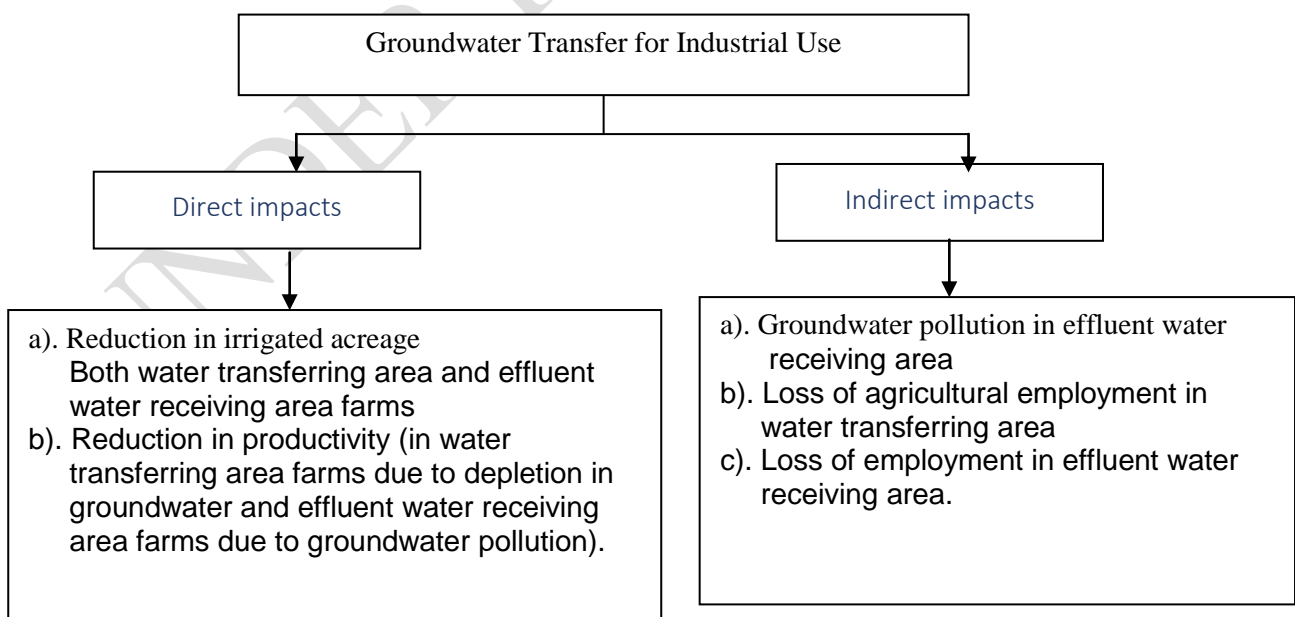 Groundwater Transfer for Industrial Use
Direct impacts
Indirect impacts
a). Reduction in irrigated acreage
Both water transferring area and effluent
water receiving area farms
b). Reduction in productivity (in water
transferring area farms due to depletion in
groundwater and effluent water receiving
area farms due to groundwater pollution).
a). Groundwater pollution in effluent water
receiving area
b). Loss of agricultural employment in
water transferring area
c). Loss of employment in effluent water
receiving area.